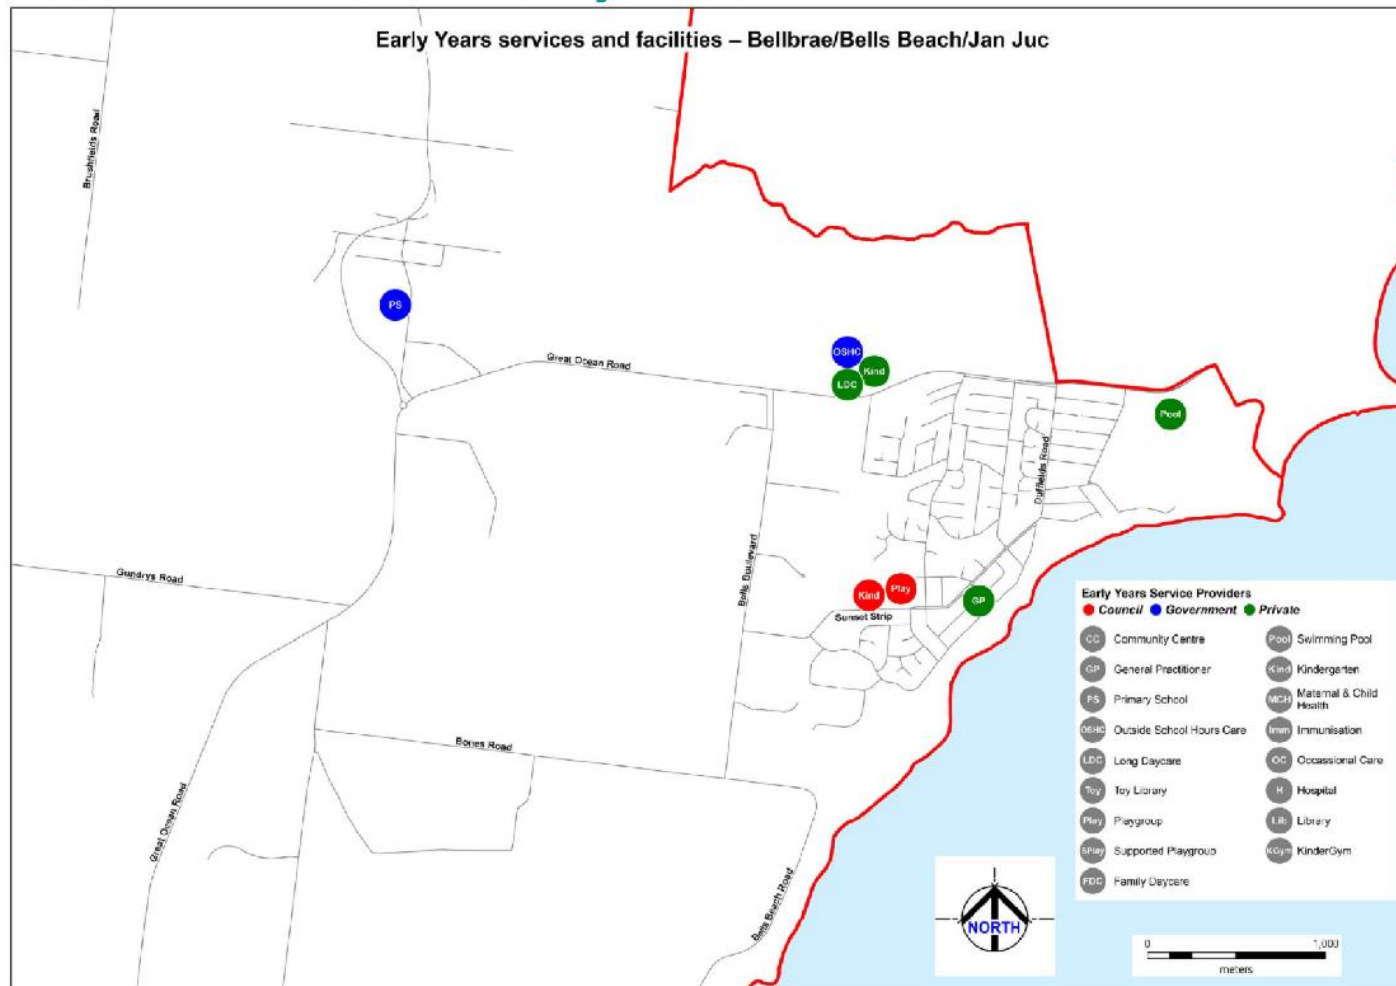 Early Years services and facilities – Bellbrae/Bells Beach/Jan Juc
Brushfields Road
PS
Great Ocean Road
OSHC
Kind
LDC
Pool
Duffields Road
Bells Boulevard
Gundrys Road
Kind
Play
GP
Sunset Strip
Bones Road
Great Ocean Road
Bells Beach Road
Early Years Service Providers
Council Government Private
CC Community Centre
GP General Practitioner
PS Primary School
OSHC Outside School Hours Care
LDC Long Daycare
Toy Toy Library
Play Playgroup
SPlay Supported Playgroup
FDC Family Daycare
Pool Swimming Pool
Kind Kindergarten
MCH Maternal & Child
Health
Imm Immunisation
OC Occassional Care
H Hospital
Lib Library
KGym KinderGym
NORTH
0 1,000
meters